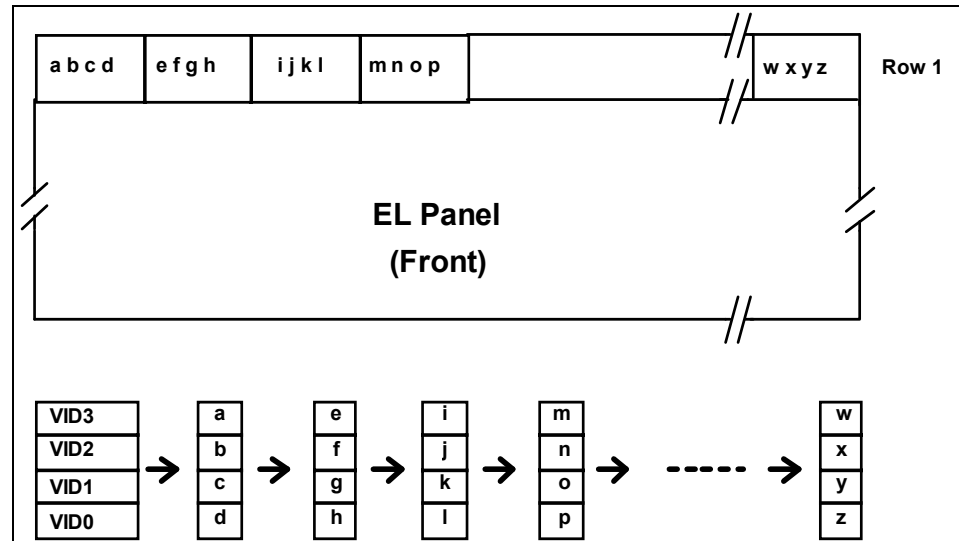 a b c d e f g h i j k l m n o p w x y z Row 1
EL Panel
(Front)
VID3 a e i m w
VID2 b f j n x
VID1 c g k o y
VID0 d h l p z